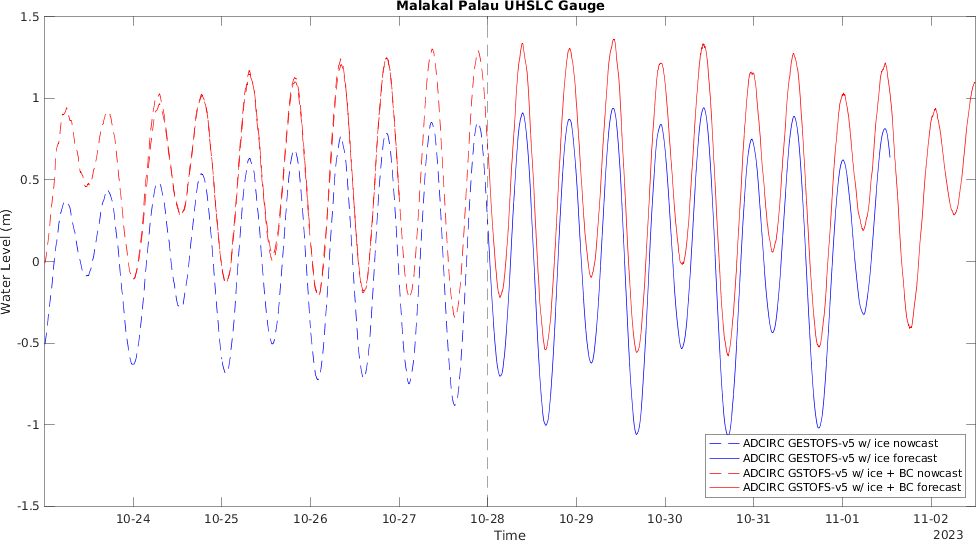 Malakal Palau UHSLC Gauge
1.5
1
0.5
0
-0.5
-1
-1.5
Water Level (m)
10-24
10-25
10-26
10-27
10-28
10-29
10-30
10-31
11-01
11-02
Time
2023
ADCIRC GESTOFS-v5 w/ ice nowcast
ADCIRC GESTOFS-v5 w/ ice forecast
ADCIRC GSTOFS-v5 w/ ice + BC nowcast
ADCIRC GSTOFS-v5 w/ ice + BC forecast